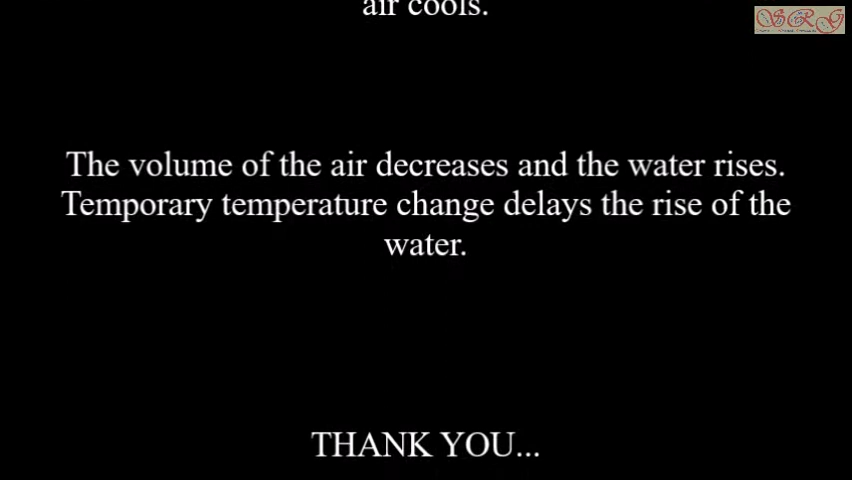 air cools.
SRG
The volume of the air decreases and the water rises.
Temporary temperature change delays the rise of the
water.
THANK YOU...